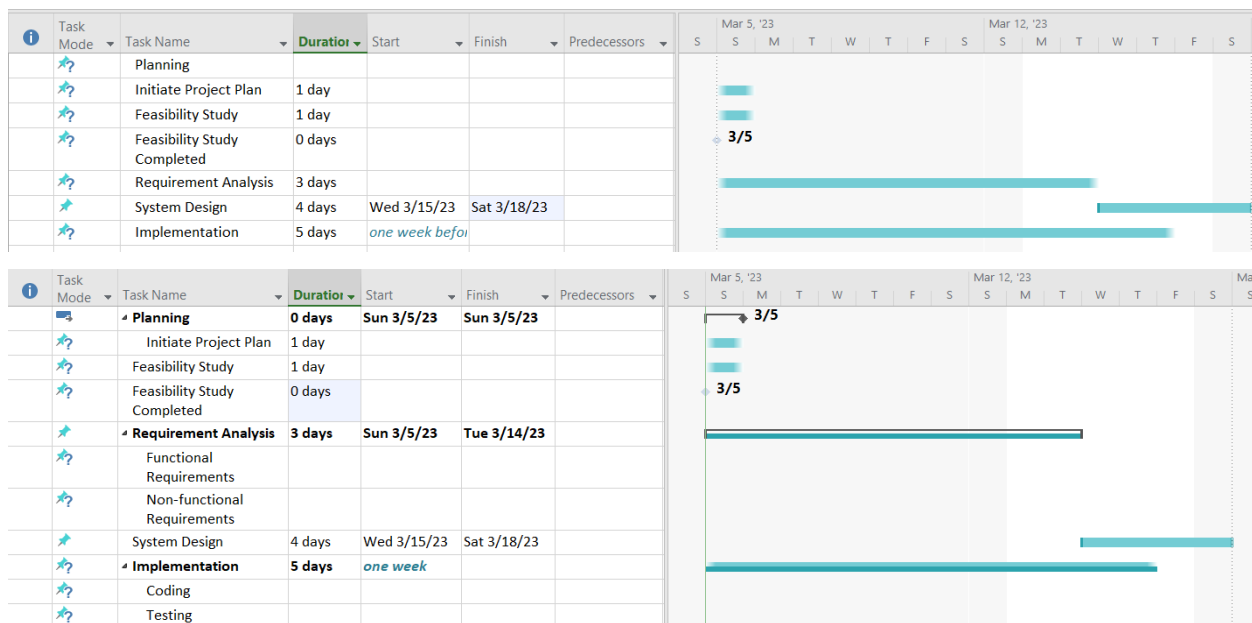 Mar 5, '23 Mar 12, '23
Task Mode Task Name Duration Start Finish Predecessors S S M T W T F S S M T W T F S
Planning
Initiate Project Plan 1 day
Feasibility Study 1 day
Feasibility Study Completed 0 days 3/5
Requirement Analysis 3 days
System Design 4 days Wed 3/15/23 Sat 3/18/23
Implementation 5 days one week befor
Mar 5, '23 Mar 12, '23 Ma
Task Mode Task Name Duration Start Finish Predecessors S S M T W T F S S M T W T F S S
Planning 0 days Sun 3/5/23 Sun 3/5/23 3/5
Initiate Project Plan 1 day
Feasibility Study 1 day
Feasibility Study Completed 0 days 3/5
Requirement Analysis 3 days Sun 3/5/23 Tue 3/14/23
Functional Requirements
Non-functional Requirements
System Design 4 days Wed 3/15/23 Sat 3/18/23
Implementation 5 days one week
Coding
Testing